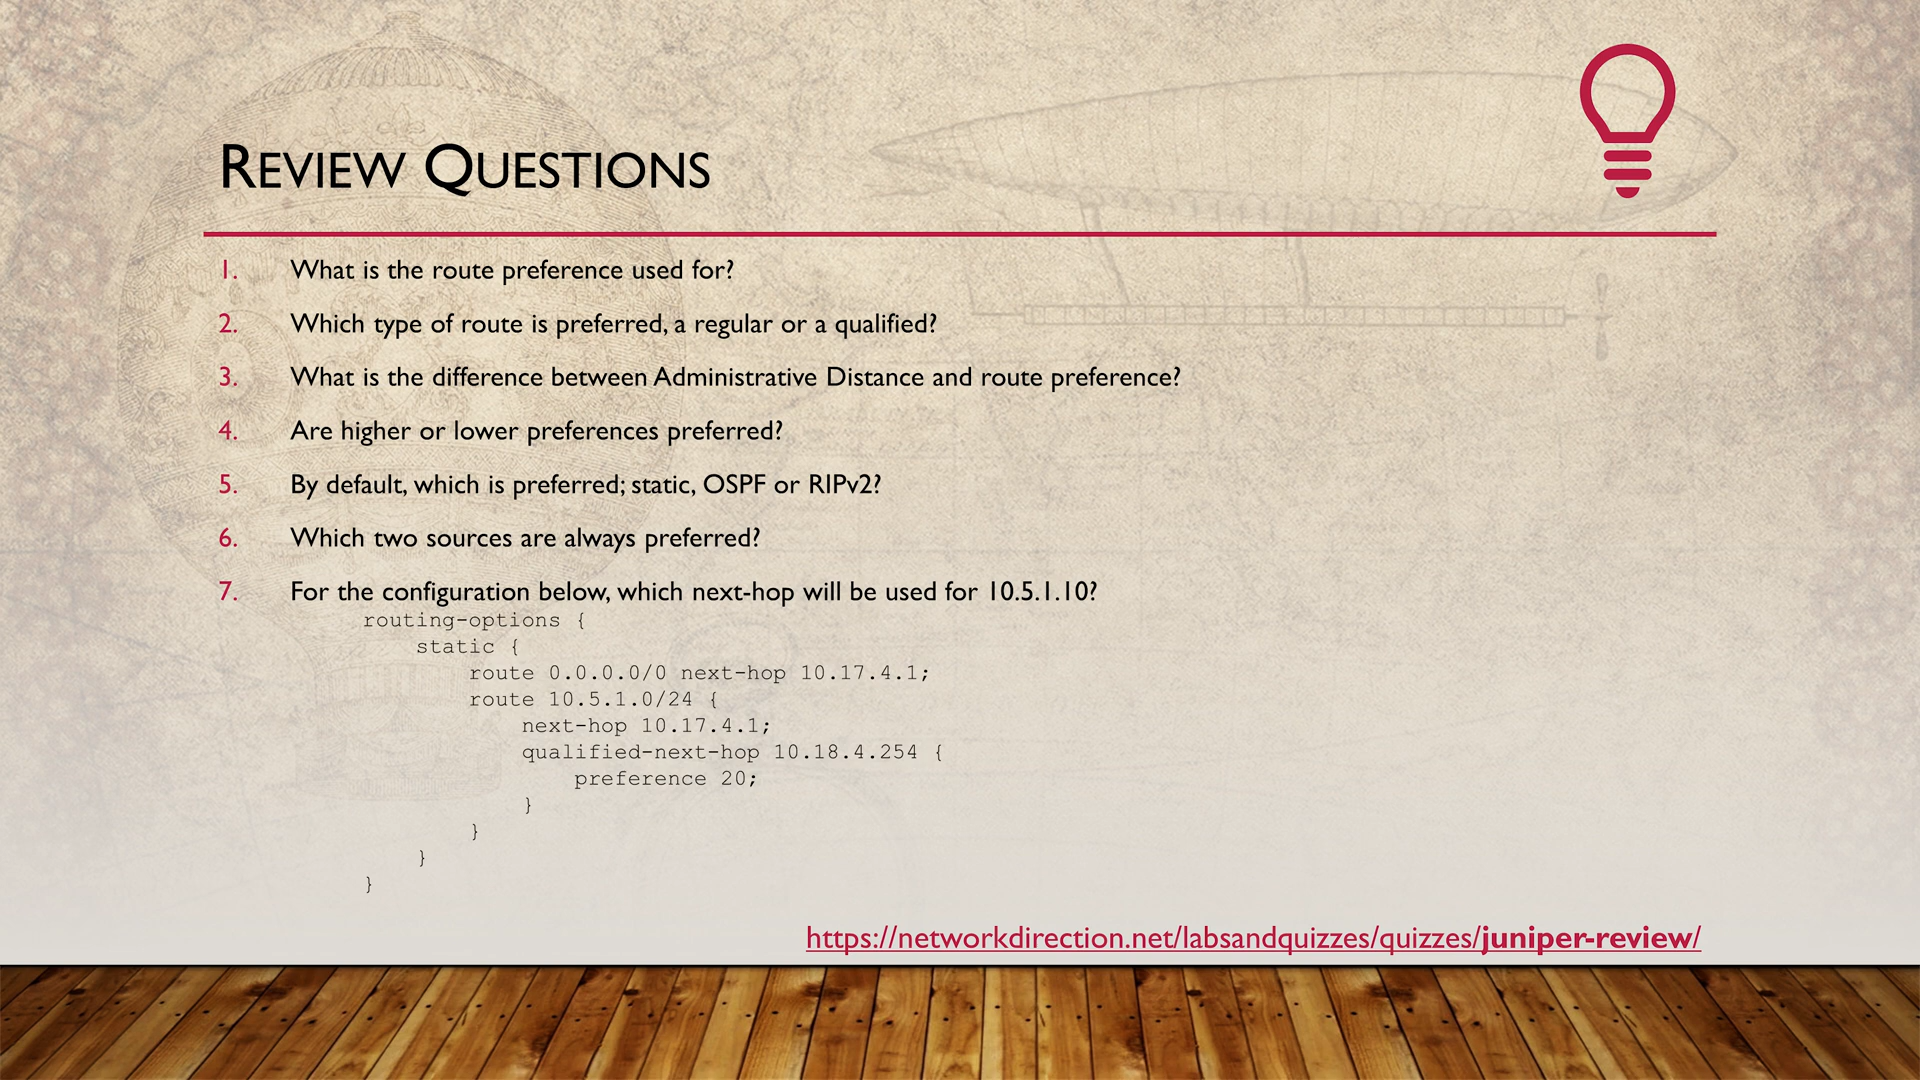 Review Questions
1. What is the route preference used for?
2. Which type of route is preferred, a regular or a qualified?
3. What is the difference between Administrative Distance and route preference?
4. Are higher or lower preferences preferred?
5. By default, which is preferred; static, OSPF or RIPv2?
6. Which two sources are always preferred?
7. For the configuration below, which next-hop will be used for 10.5.1.10?
routing-options {
    static {
        route 0.0.0.0/0 next-hop 10.17.4.1;
        route 10.5.1.0/24 {
            next-hop 10.17.4.1;
            qualified-next-hop 10.18.4.254 {
                preference 20;
            }
        }
    }
}
https://networkdirection.net/labsandquizzes/quizzes/juniper-review/